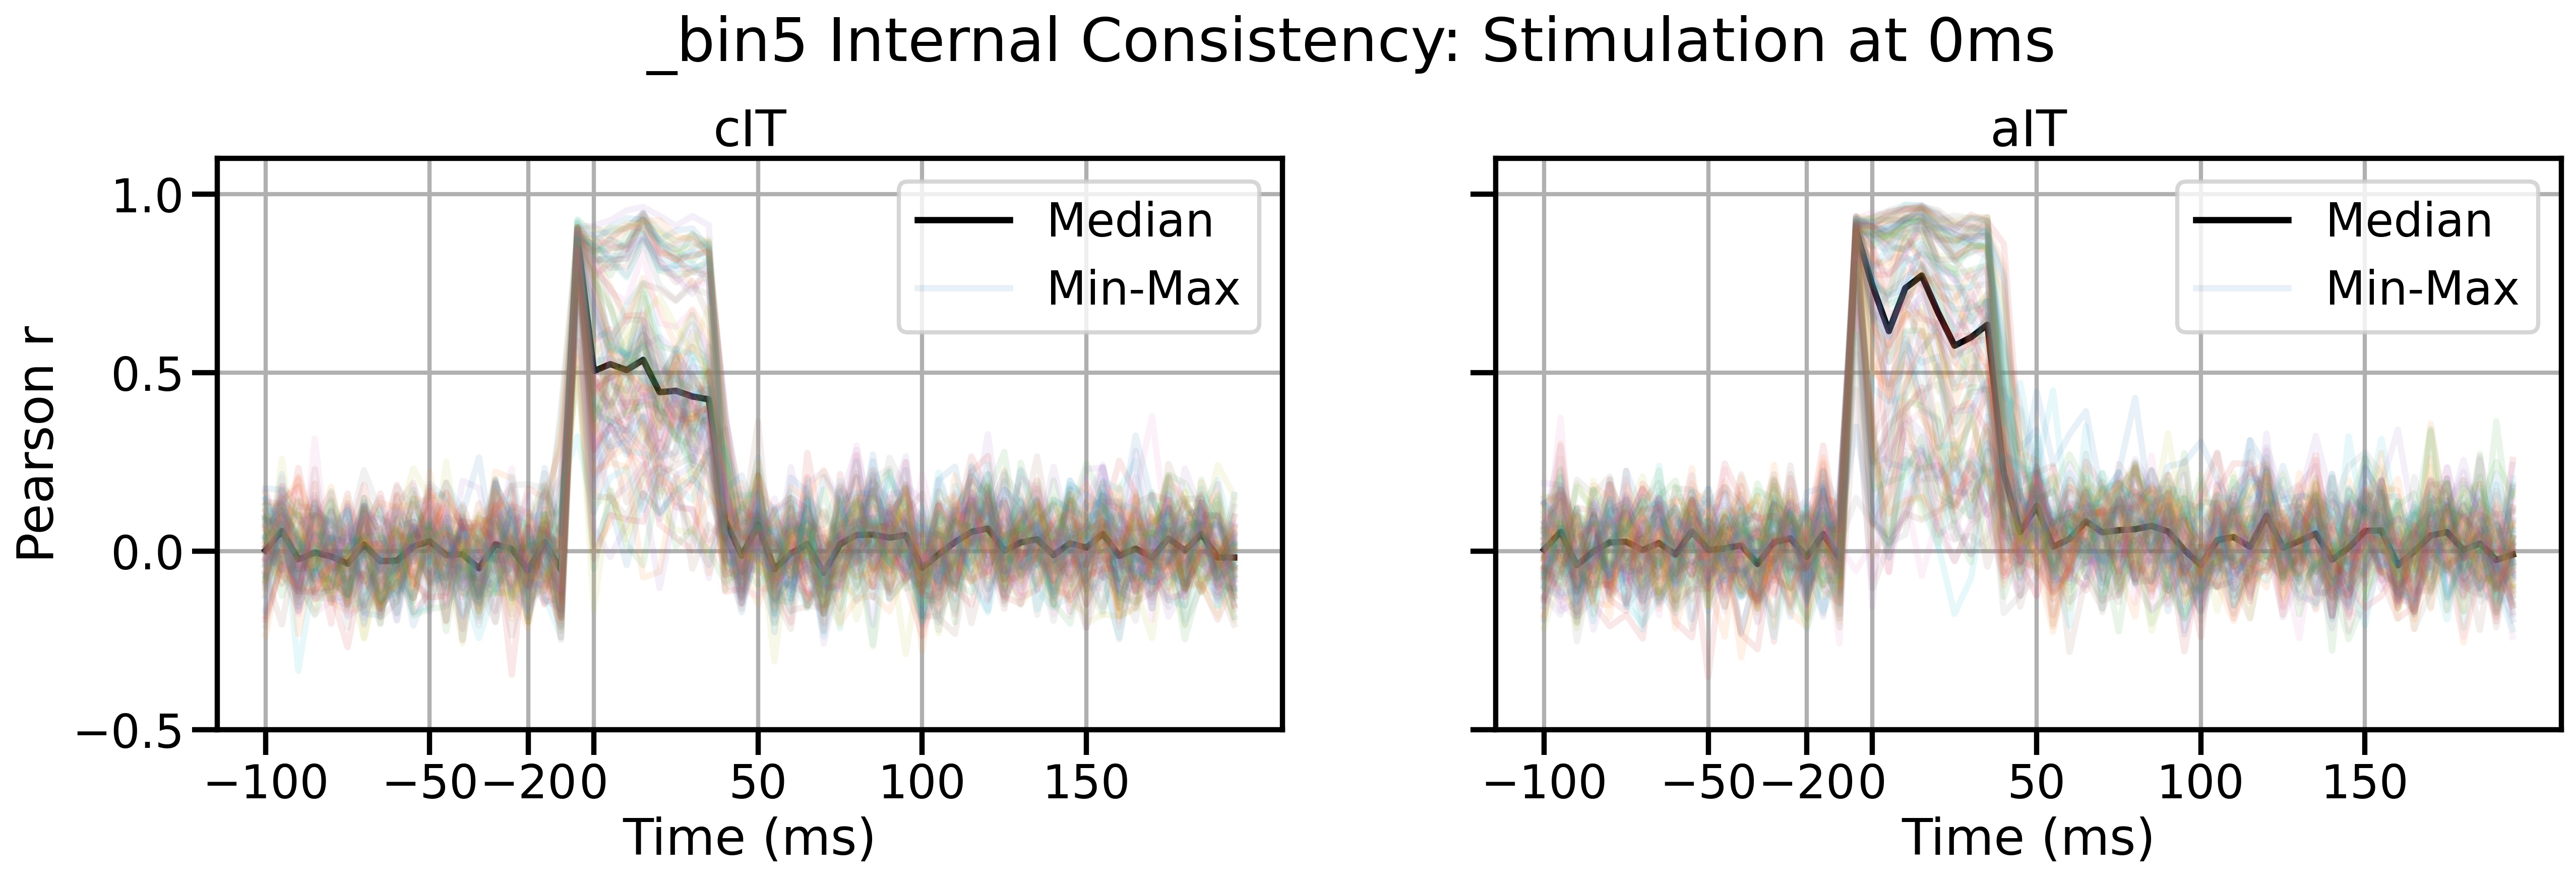 _bin5 Internal Consistency: Stimulation at 0ms
cIT
aIT
Pearson r
1.0
0.5
0.0
−0.5
Median
Min-Max
Median
Min-Max
−100 −50 −20 0 0 50 100 150
−100 −50 −20 0 0 50 100 150
Time (ms)
Time (ms)